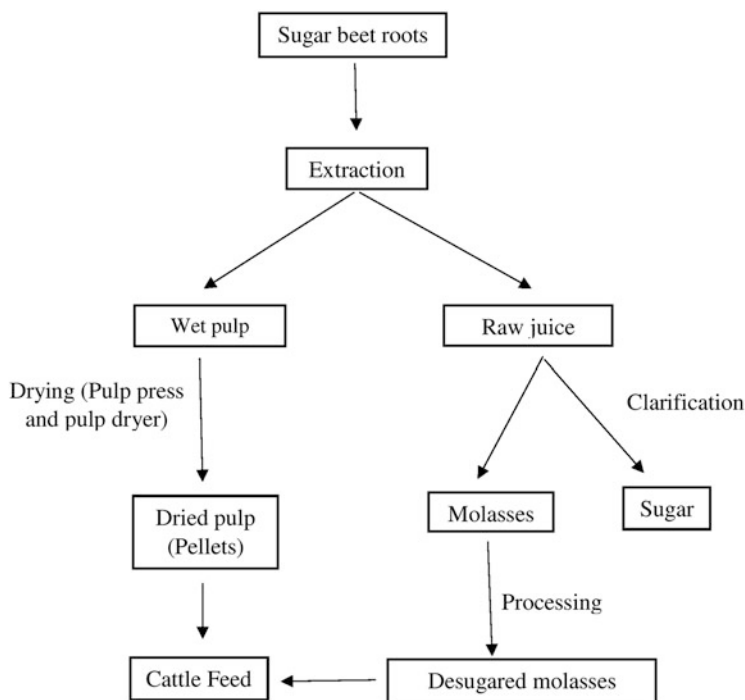 Sugar beet roots
Extraction
Wet pulp
Raw juice
Drying (Pulp press
and pulp dryer)
Clarification
Dried pulp
(Pellets)
Molasses
Sugar
Processing
Cattle Feed
Desugared molasses